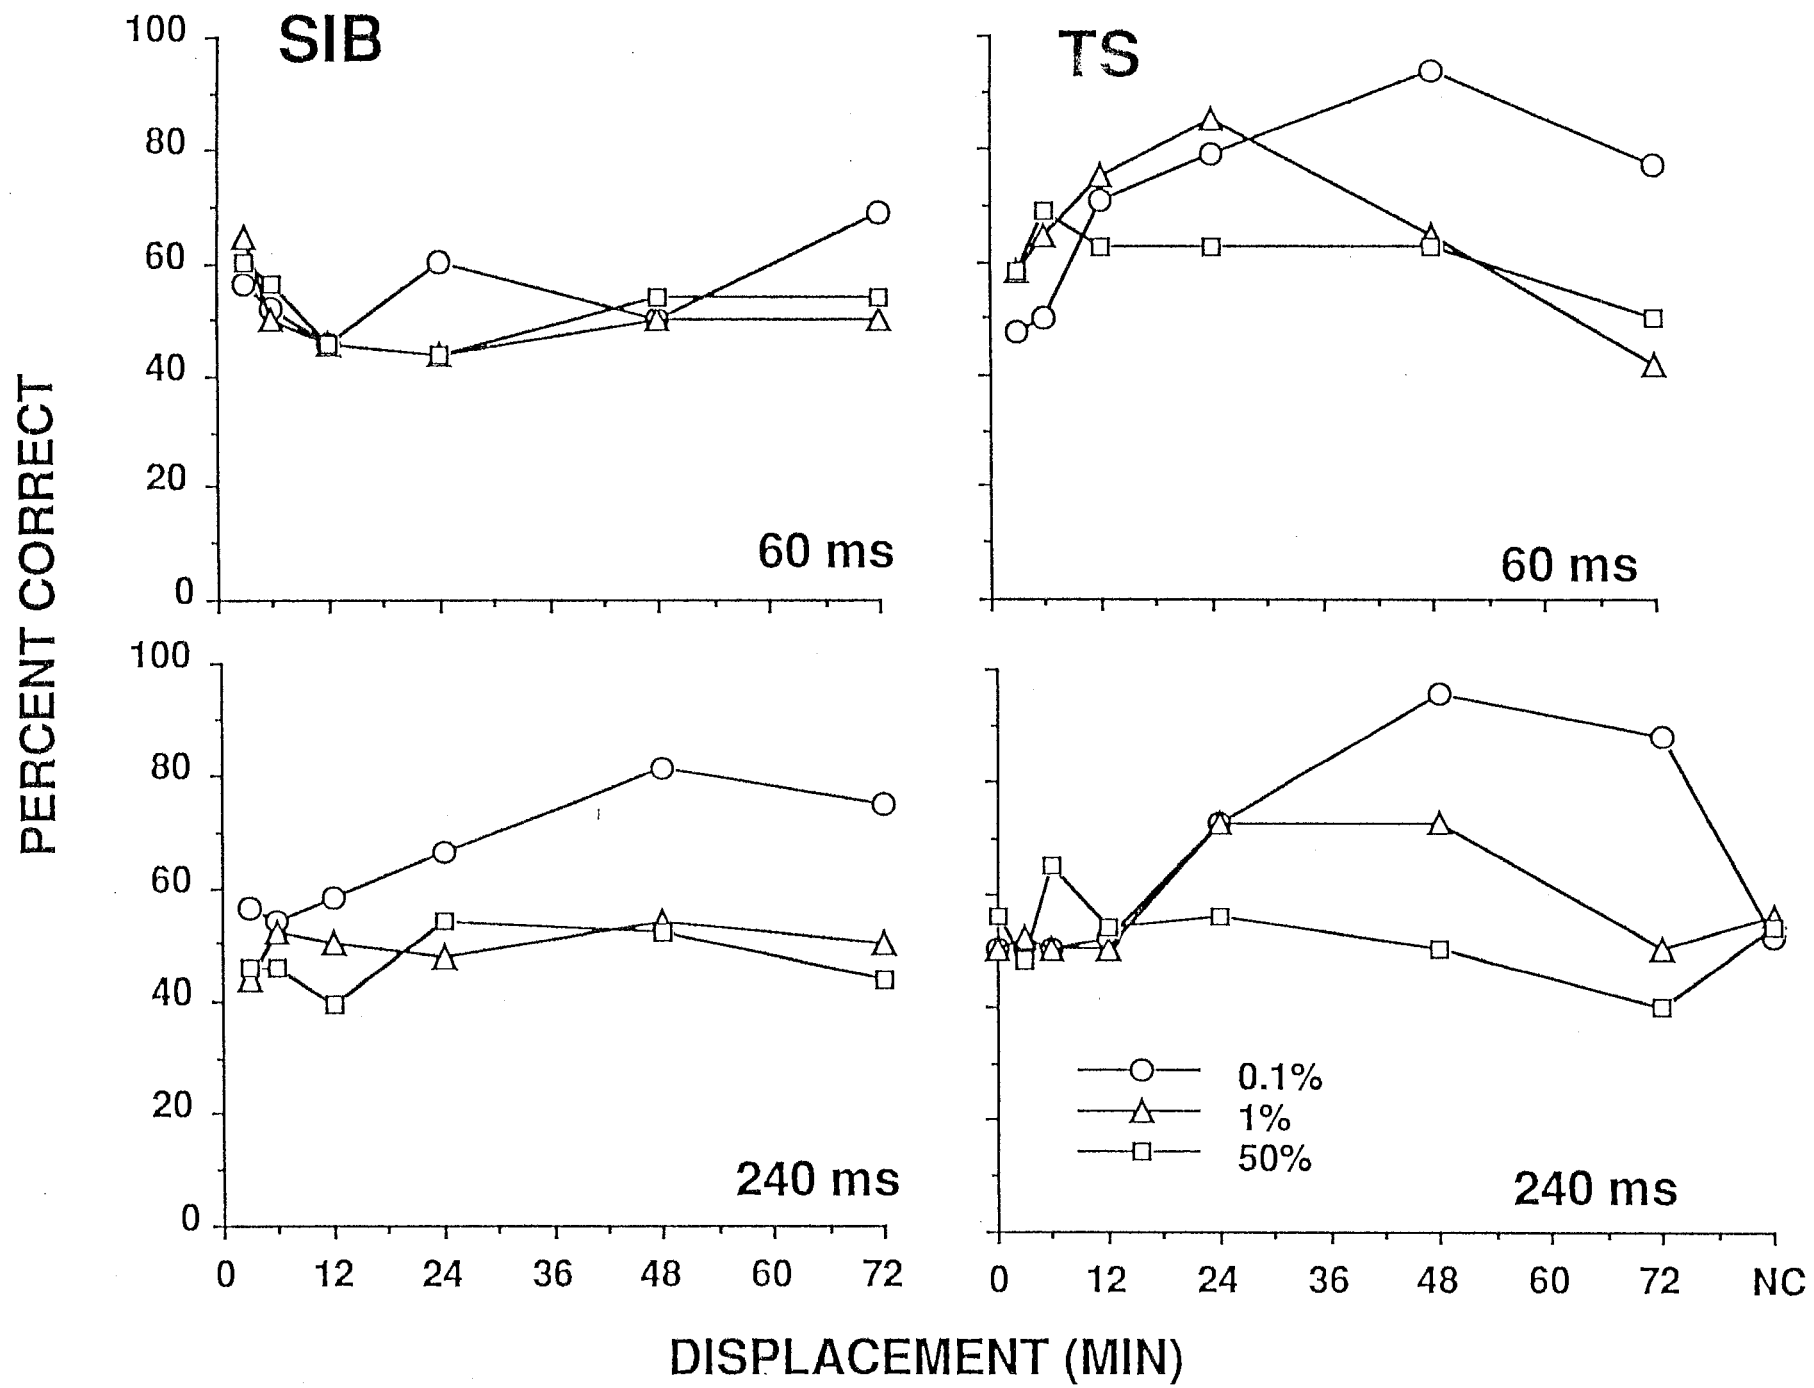 SIB
TS
100
80
60
40
20
0
60 ms
60 ms
PERCENT CORRECT
100
80
60
40
20
0
0.1%
1%
50%
240 ms
240 ms
0 12 24 36 48 60 72
0 12 24 36 48 60 72 NC
DISPLACEMENT (MIN)